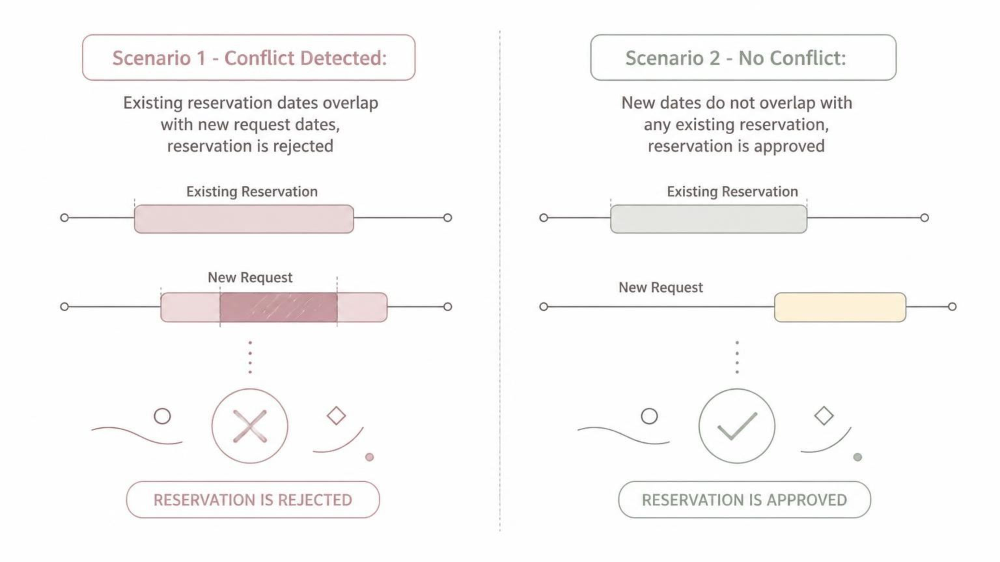 Scenario 1 - Conflict Detected:
Existing reservation dates overlap
with new request dates,
reservation is rejected
Existing Reservation
New Request
RESERVATION IS REJECTED
Scenario 2 - No Conflict:
New dates do not overlap with
any existing reservation,
reservation is approved
Existing Reservation
New Request
RESERVATION IS APPROVED